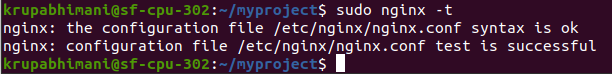 krupabhimani@sf-cpu-302:~/myproject$ sudo nginx -t
nginx: the configuration file /etc/nginx/nginx.conf syntax is ok
nginx: configuration file /etc/nginx/nginx.conf test is successful
krupabhimani@sf-cpu-302:~/myproject$